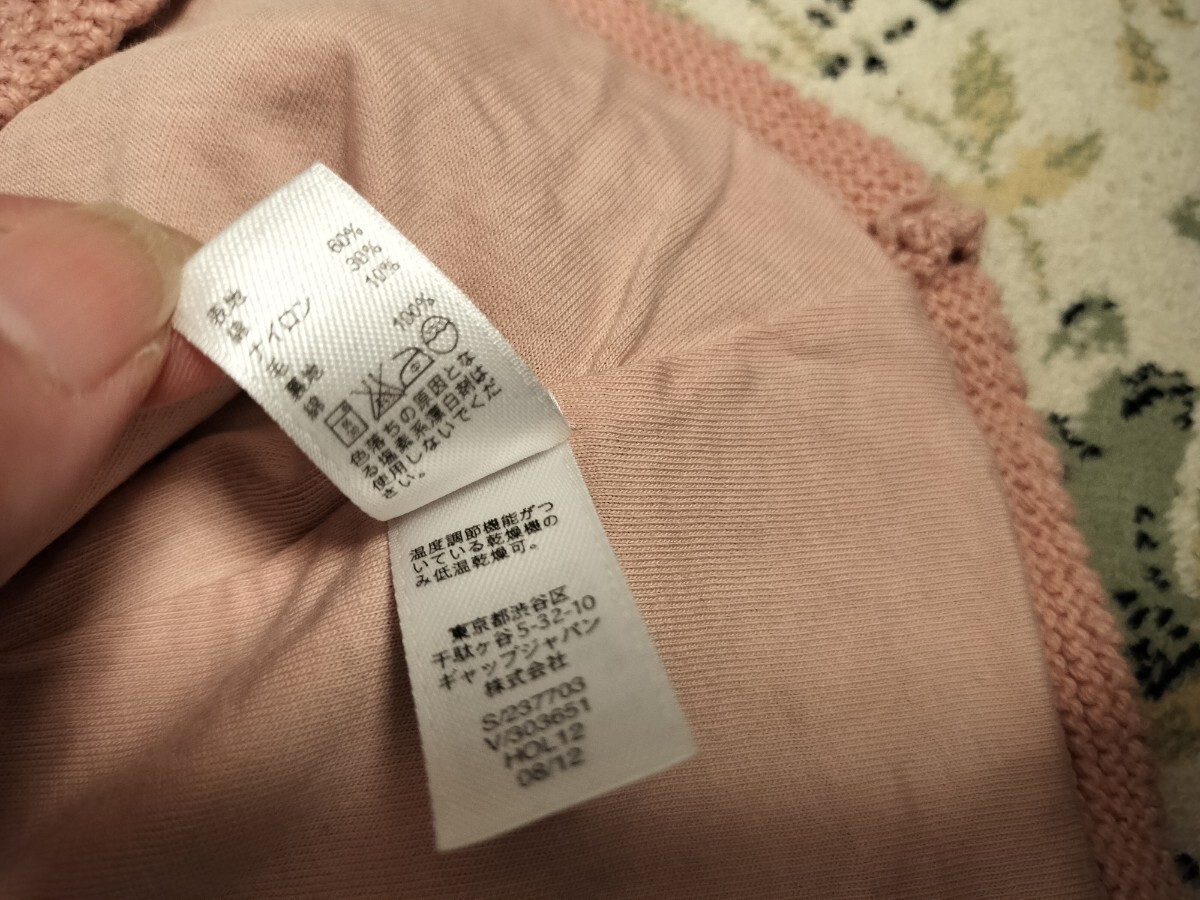 表地
綿 60%
ナイロン 30%
毛 10%
裏地
綿 100%
色落ちの原因とな
る塩素系漂白剤は
使用しないでくだ
さい。
温度調節機能がつ
いている乾燥機の
み低温乾燥可。
東京都渋谷区
千駄ヶ谷5-32-10
ギャップジャパン
株式会社
S/237703
V/303651
HOL12
08/12